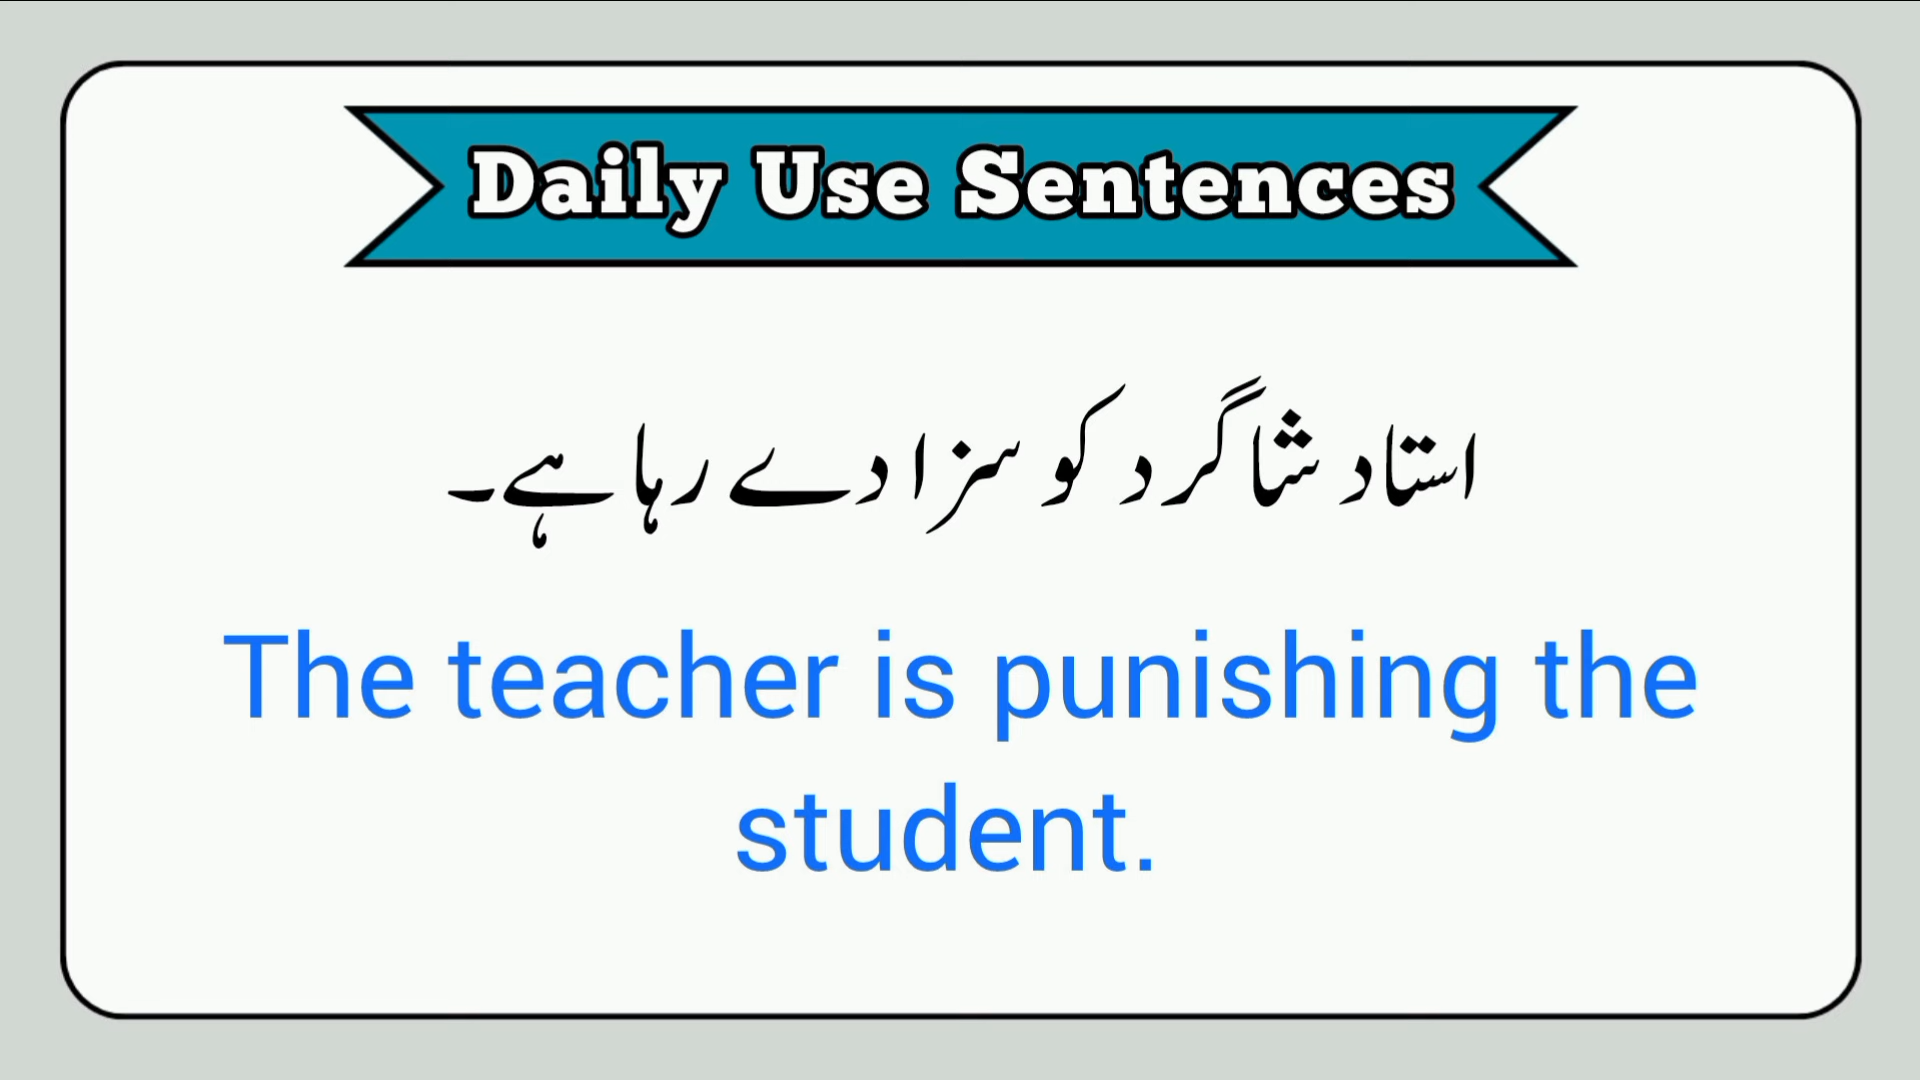 Daily Use Sentences
استاد شاگرد کو سزا دے رہا ہے۔
The teacher is punishing the
student.